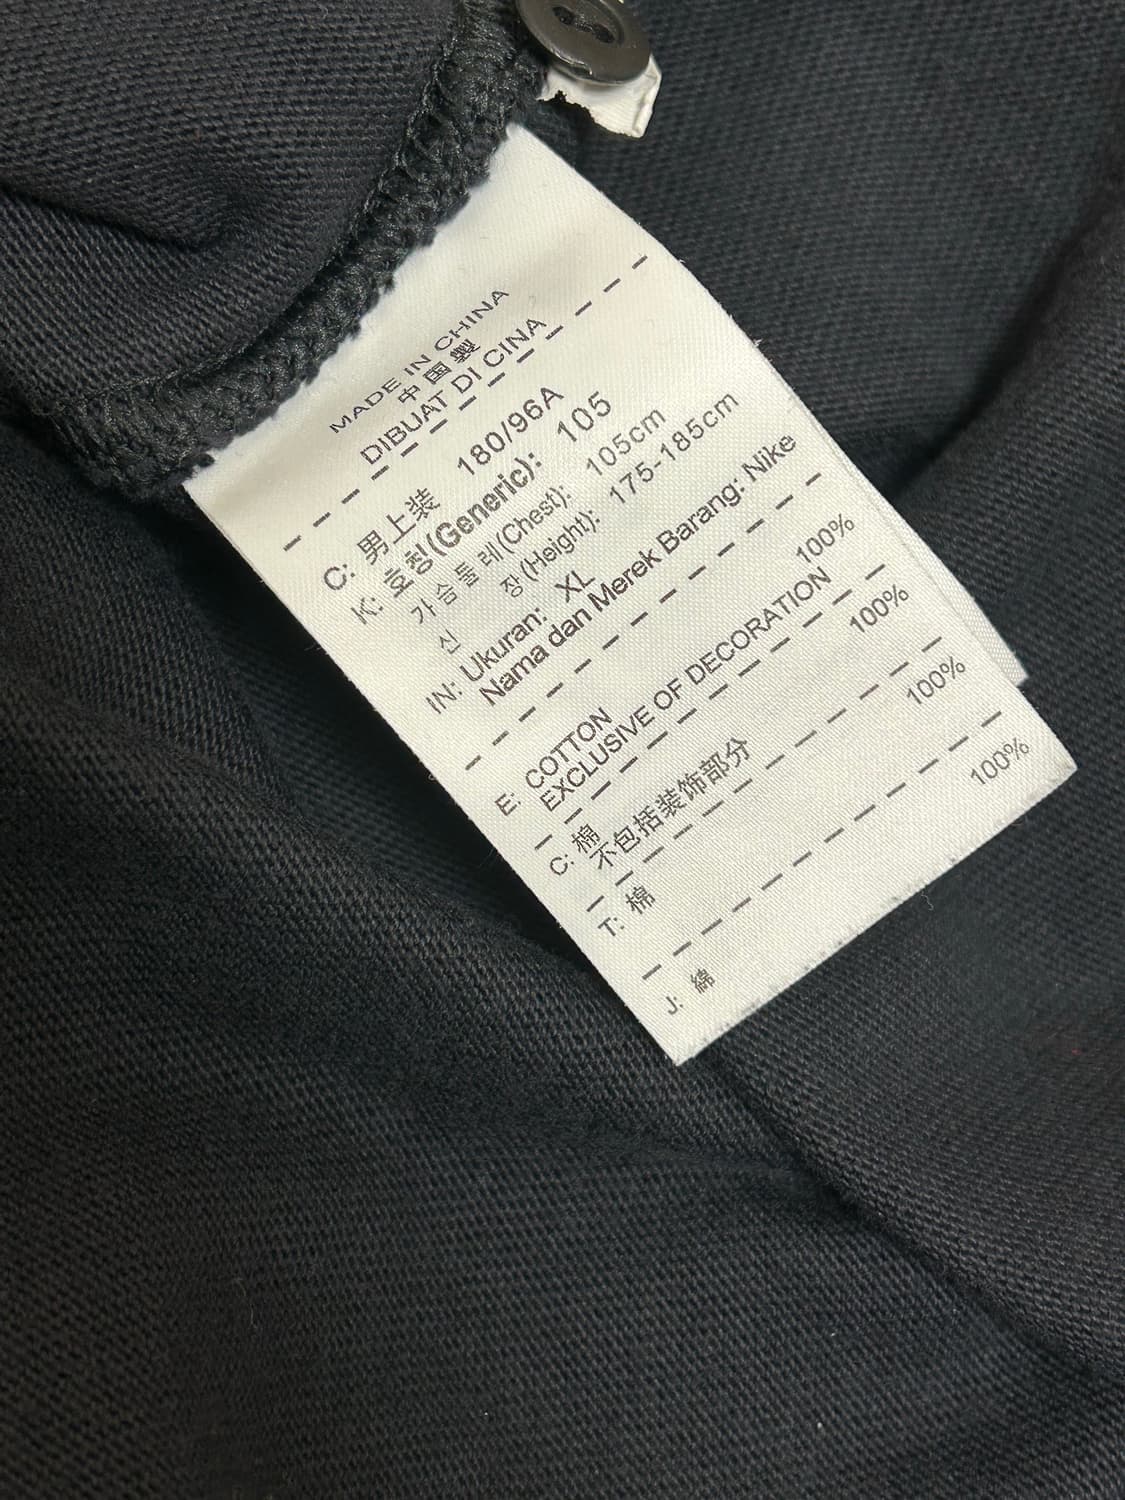 MADE IN CHINA
中国製
DIBUAT DI CINA
C: 男上装 180/96A
K: 호칭(Generic): 105
가슴둘레(Chest): 105cm
신 장(Height): 175-185cm
IN: Ukuran: XL
Nama dan Merek Barang: Nike
E: COTTON 100%
EXCLUSIVE OF DECORATION
C: 棉 100%
不包括装饰部分
T: 棉 100%
J: 綿 100%